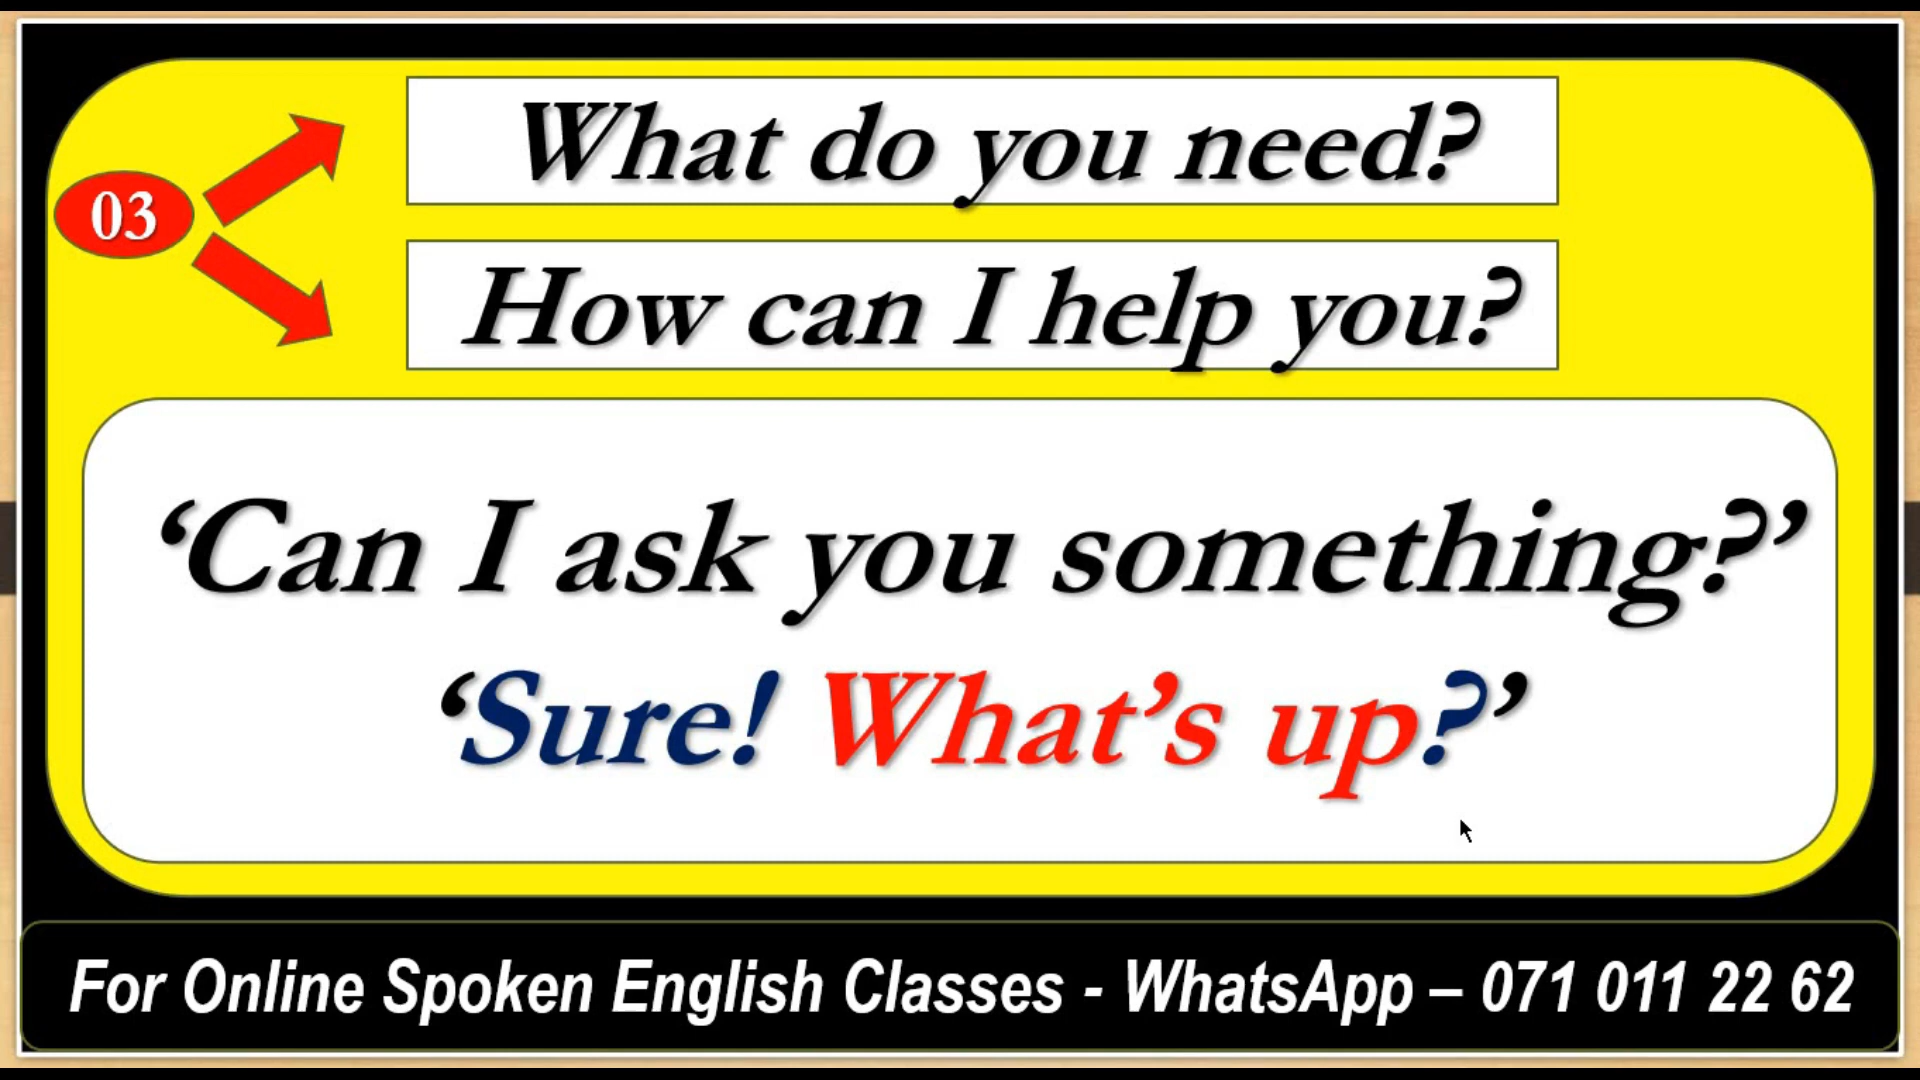 What do you need?
03
How can I help you?
‘Can I ask you something?’
‘Sure! What’s up?’
For Online Spoken English Classes - WhatsApp – 071 011 22 62